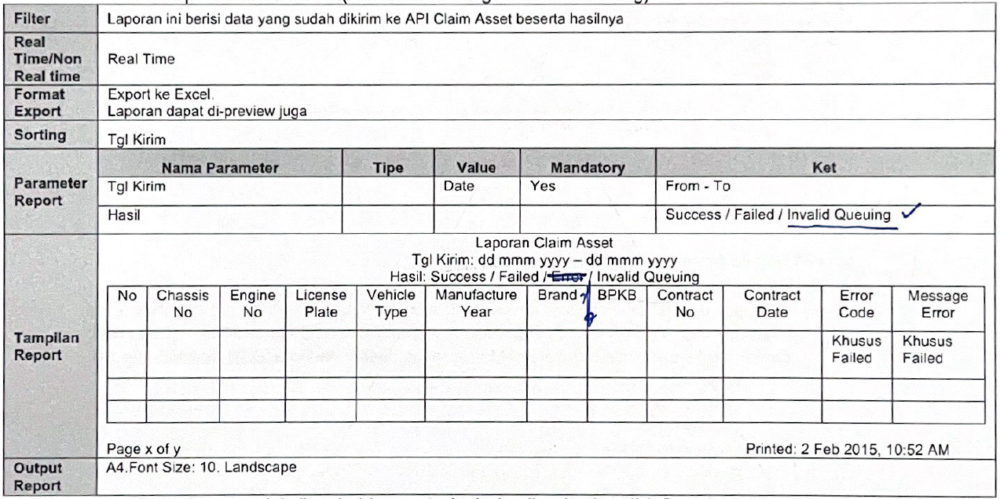 Filter
Laporan ini berisi data yang sudah dikirim ke API Claim Asset beserta hasilnya
Real
Time/Non
Real time
Real Time
Format
Export
Export ke Excel.
Laporan dapat di-preview juga
Sorting
Tgl Kirim
Parameter
Report
Nama Parameter Tipe Value Mandatory Ket
Tgl Kirim Date Yes From - To
Hasil Success / Failed / Invalid Queuing ✓
Tampilan
Report
Laporan Claim Asset
Tgl Kirim: dd mmm yyyy – dd mmm yyyy
Hasil: Success / Failed / Error / Invalid Queuing
No Chassis Engine License Vehicle Manufacture Brand BPKB Contract Contract Error Message
No No Plate Type Year No Date Code Error
Khusus Khusus
Failed Failed
Page x of y
Printed: 2 Feb 2015, 10:52 AM
Output
Report
A4.Font Size: 10. Landscape